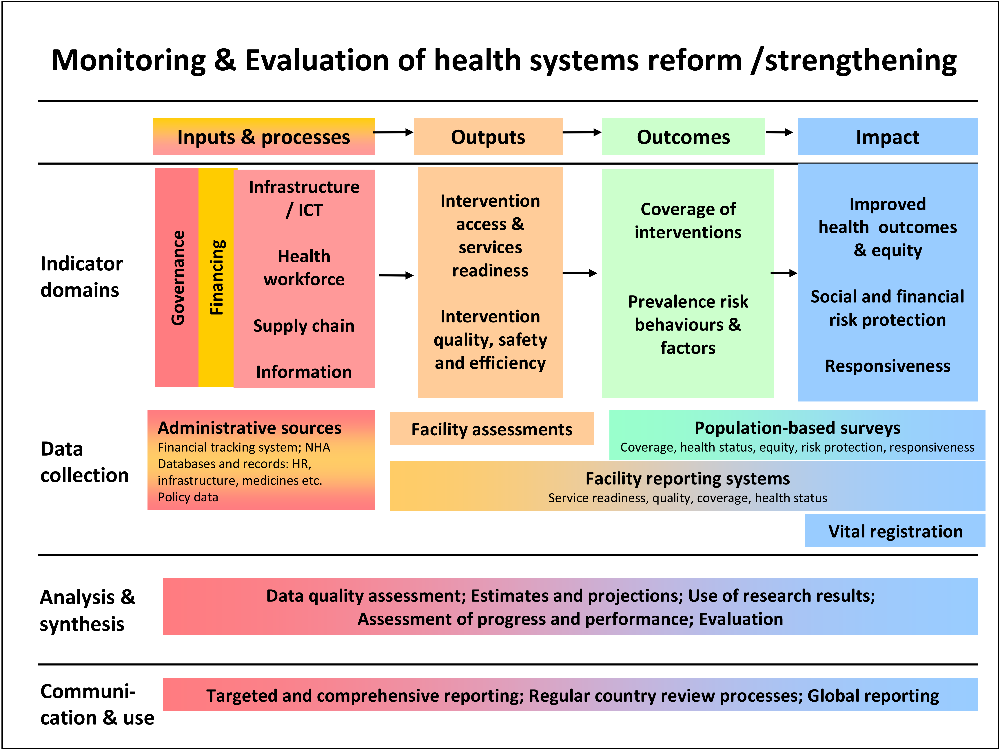 Monitoring & Evaluation of health systems reform /strengthening
Inputs & processes
Outputs
Outcomes
Impact
Indicator
domains
Governance
Financing
Infrastructure
/ ICT
Health
workforce
Supply chain
Information
Intervention
access &
services
readiness
Intervention
quality, safety
and efficiency
Coverage of
interventions
Prevalence risk
behaviours &
factors
Improved
health  outcomes
& equity
Social and financial
risk protection
Responsiveness
Data
collection
Administrative sources
Financial tracking system; NHA
Databases and records: HR,
infrastructure, medicines etc.
Policy data
Facility assessments
Population-based surveys
Coverage, health status, equity, risk protection, responsiveness
Facility reporting systems
Service readiness, quality, coverage, health status
Vital registration
Analysis &
synthesis
Data quality assessment; Estimates and projections; Use of research results;
Assessment of progress and performance; Evaluation
Communi-
cation & use
Targeted and comprehensive reporting; Regular country review processes; Global reporting